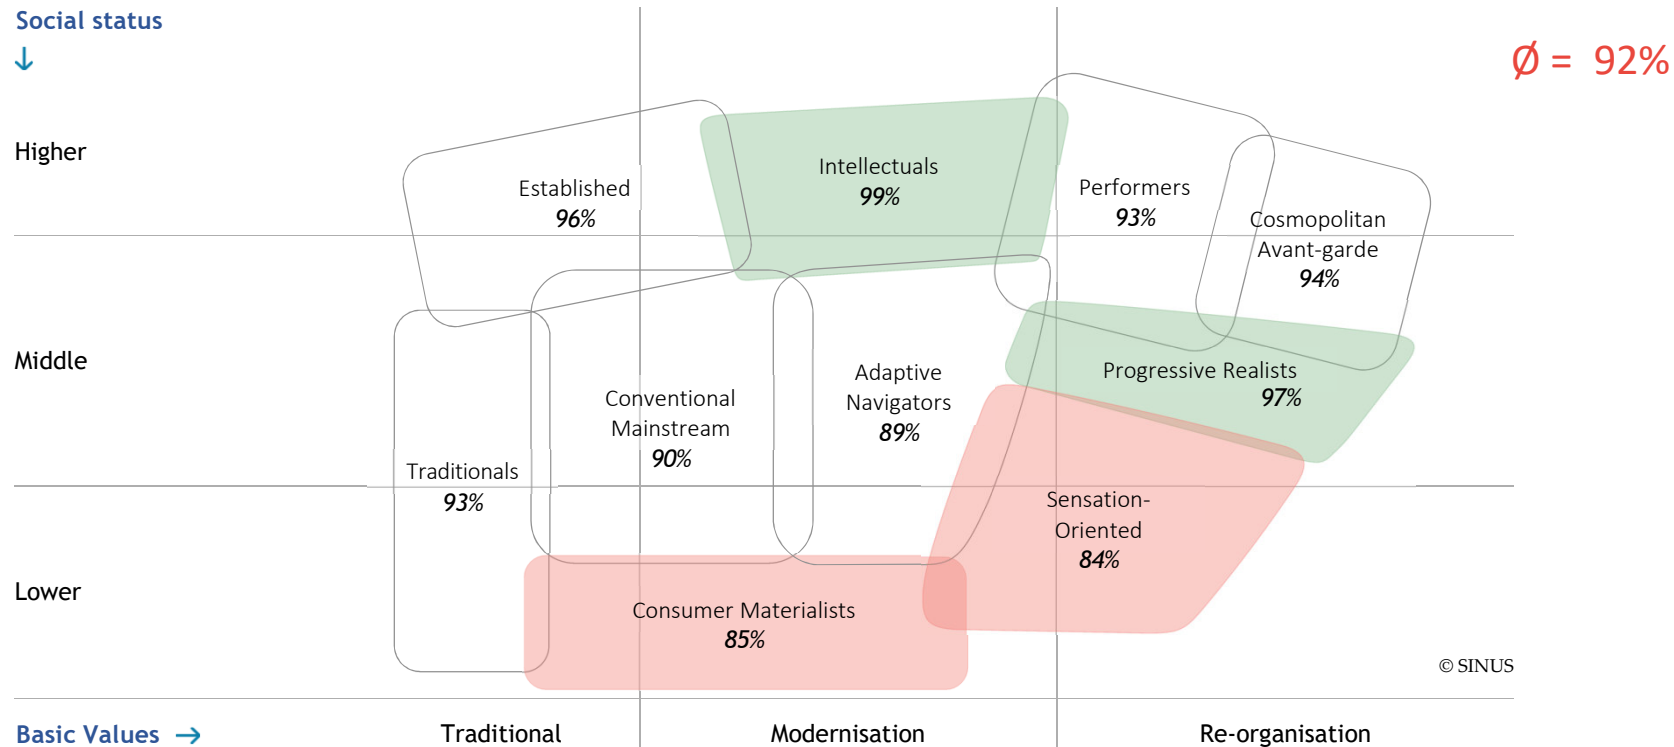 Social status
↓
Ø = 92%
Higher
Established
96%
Intellectuals
99%
Performers
93%
Cosmopolitan
Avant-garde
94%
Middle
Traditionals
93%
Conventional
Mainstream
90%
Adaptive
Navigators
89%
Progressive Realists
97%
Sensation-
Oriented
84%
Lower
Consumer Materialists
85%
© SINUS
Basic Values →
Traditional
Modernisation
Re-organisation